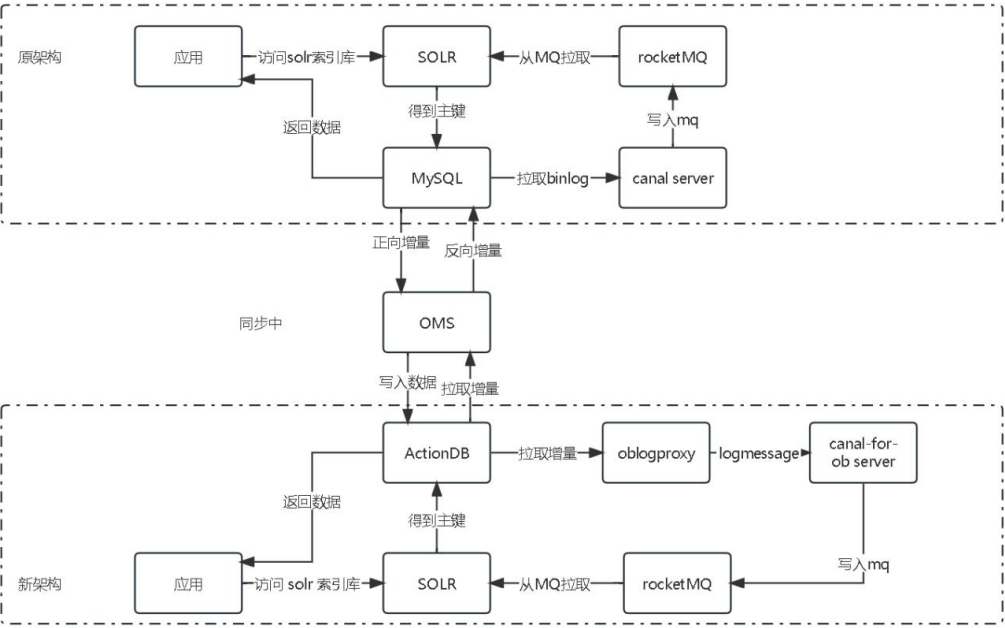 原架构
应用
访问solr索引库
SOLR
从MQ拉取
rocketMQ
得到主键
返回数据
写入mq
MySQL
拉取binlog
canal server
正向增量
反向增量
同步中
OMS
写入数据
拉取增量
ActionDB
拉取增量
oblogproxy
logmessage
canal-for-
ob server
返回数据
得到主键
写入mq
新架构
应用
访问 solr 索引库
SOLR
从MQ拉取
rocketMQ